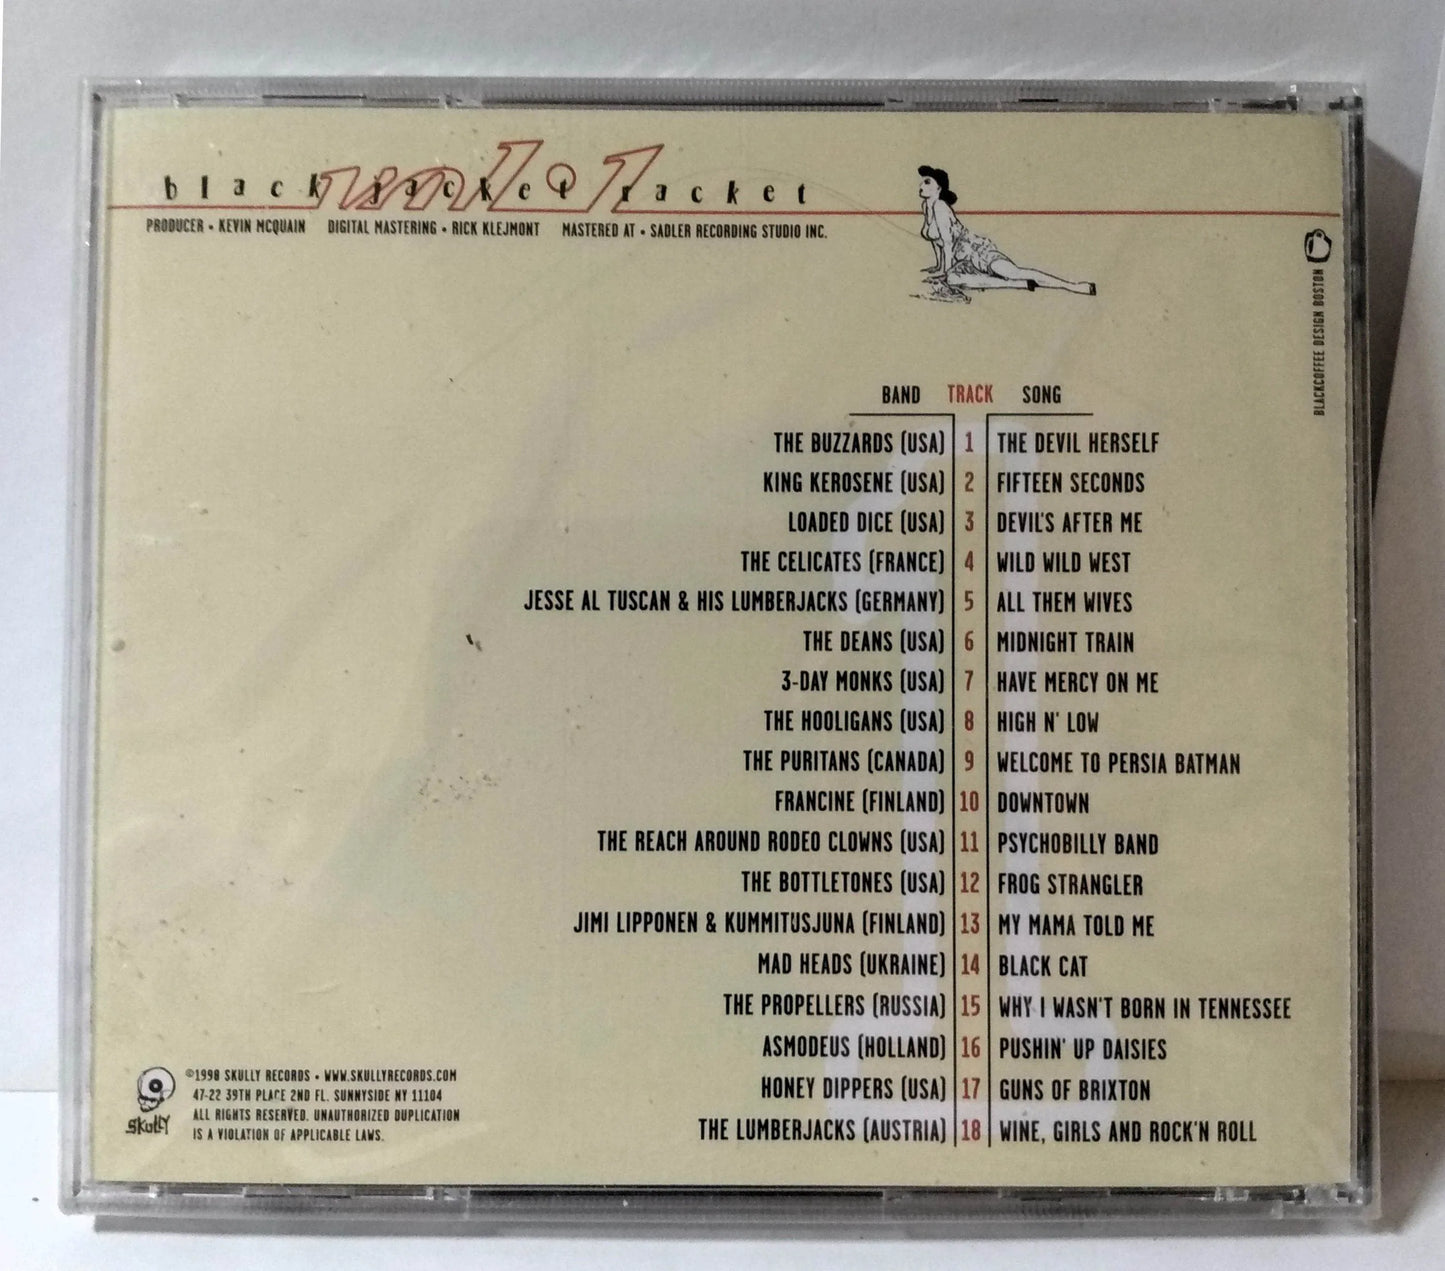 black jacket racket
PRODUCER • KEVIN MCQUAIN DIGITAL MASTERING • RICK KLEJMONT MASTERED AT • SADLER RECORDING STUDIO INC.
BLACKCOFFEE DESIGN BOSTON
BAND TRACK SONG
THE BUZZARDS (USA) 1 THE DEVIL HERSELF
KING KEROSENE (USA) 2 FIFTEEN SECONDS
LOADED DICE (USA) 3 DEVIL'S AFTER ME
THE CELICATES (FRANCE) 4 WILD WILD WEST
JESSE AL TUSCAN & HIS LUMBERJACKS (GERMANY) 5 ALL THEM WIVES
THE DEANS (USA) 6 MIDNIGHT TRAIN
3-DAY MONKS (USA) 7 HAVE MERCY ON ME
THE HOOLIGANS (USA) 8 HIGH N' LOW
THE PURITANS (CANADA) 9 WELCOME TO PERSIA BATMAN
FRANCINE (FINLAND) 10 DOWNTOWN
THE REACH AROUND RODEO CLOWNS (USA) 11 PSYCHOBILLY BAND
THE BOTTLETONES (USA) 12 FROG STRANGLER
JIMI LIPPONEN & KUMMITUSJUNA (FINLAND) 13 MY MAMA TOLD ME
MAD HEADS (UKRAINE) 14 BLACK CAT
THE PROPELLERS (RUSSIA) 15 WHY I WASN'T BORN IN TENNESSEE
ASMODEUS (HOLLAND) 16 PUSHIN' UP DAISIES
HONEY DIPPERS (USA) 17 GUNS OF BRIXTON
THE LUMBERJACKS (AUSTRIA) 18 WINE, GIRLS AND ROCK'N ROLL
Skully
©1998 SKULLY RECORDS • WWW.SKULLYRECORDS.COM
47-22 39TH PLACE 2ND FL. SUNNYSIDE NY 11104
ALL RIGHTS RESERVED. UNAUTHORIZED DUPLICATION
IS A VIOLATION OF APPLICABLE LAWS.